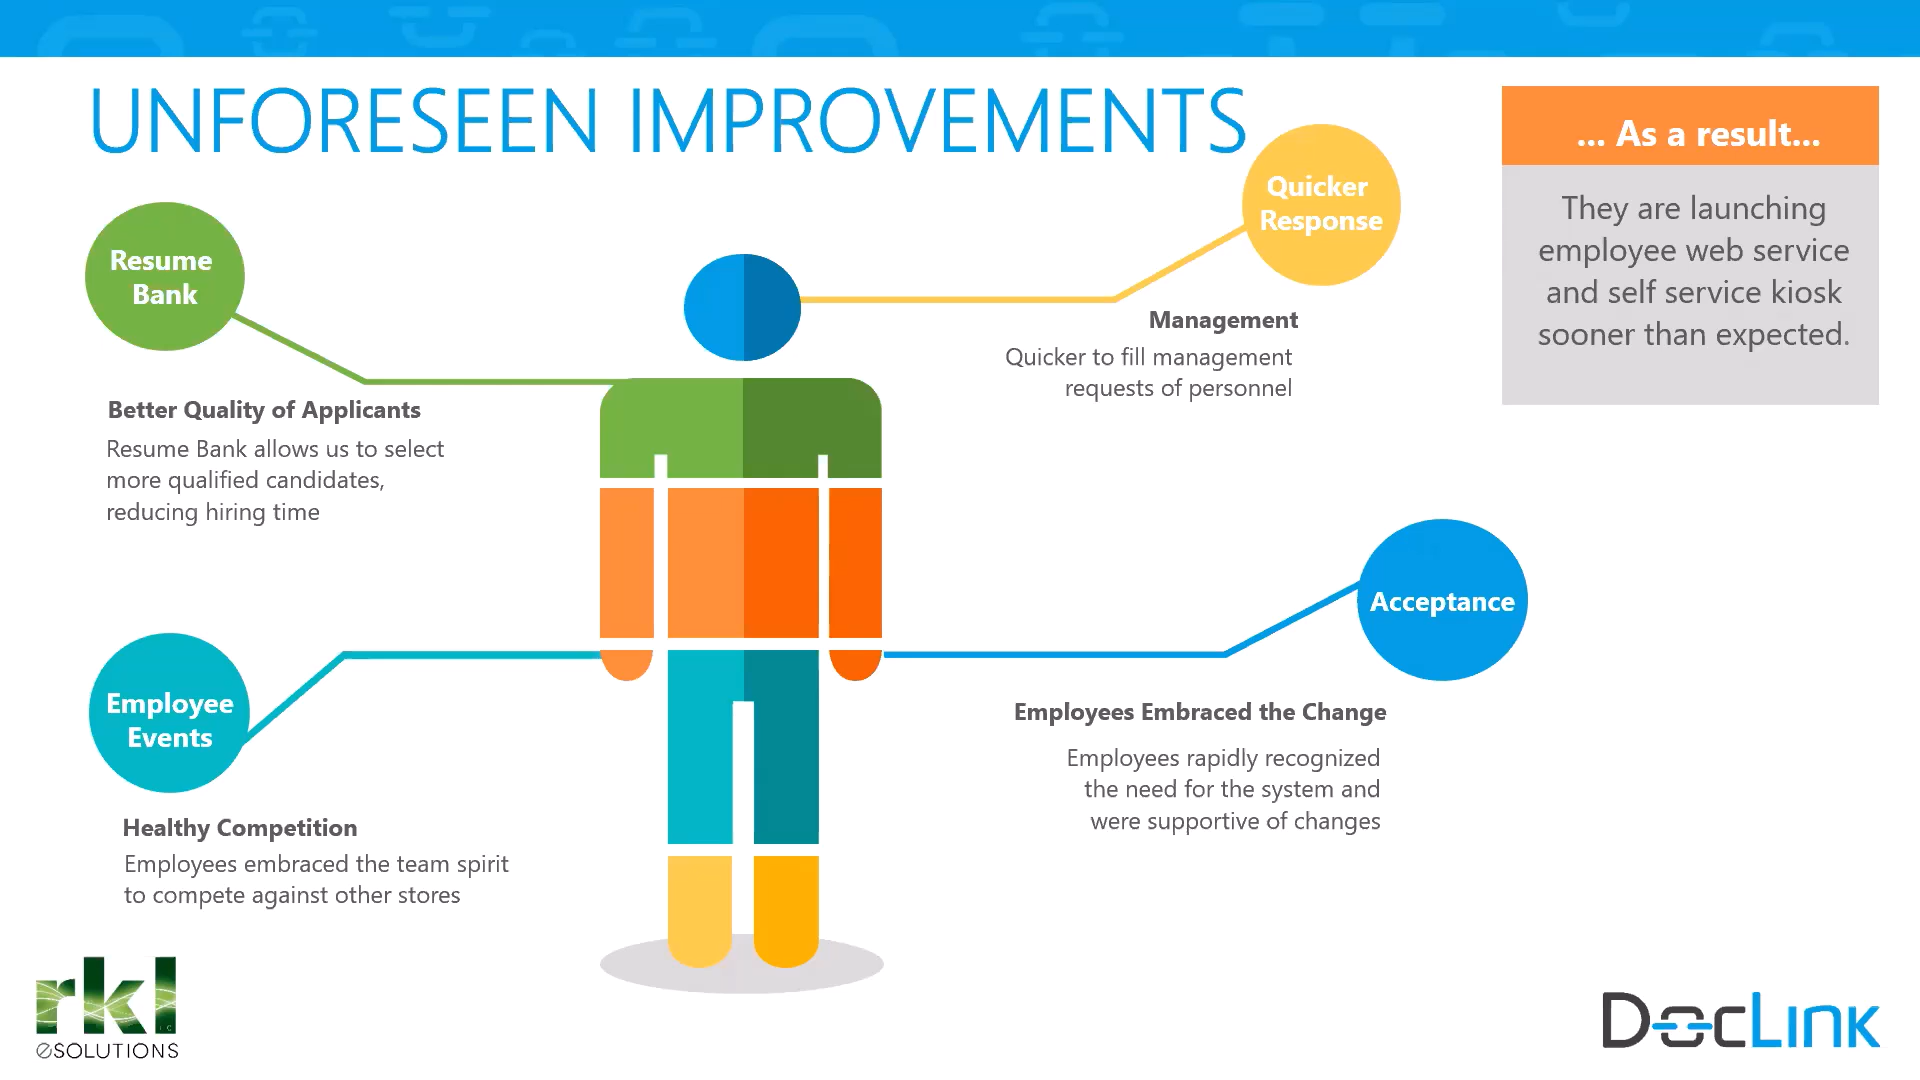 UNFORESEEN IMPROVEMENTS
Resume
Bank
Better Quality of Applicants
Resume Bank allows us to select
more qualified candidates,
reducing hiring time
Quicker
Response
Management
Quicker to fill management
requests of personnel
... As a result...
They are launching
employee web service
and self service kiosk
sooner than expected.
Employee
Events
Healthy Competition
Employees embraced the team spirit
to compete against other stores
Acceptance
Employees Embraced the Change
Employees rapidly recognized
the need for the system and
were supportive of changes
rkl
eSOLUTIONS
DocLink